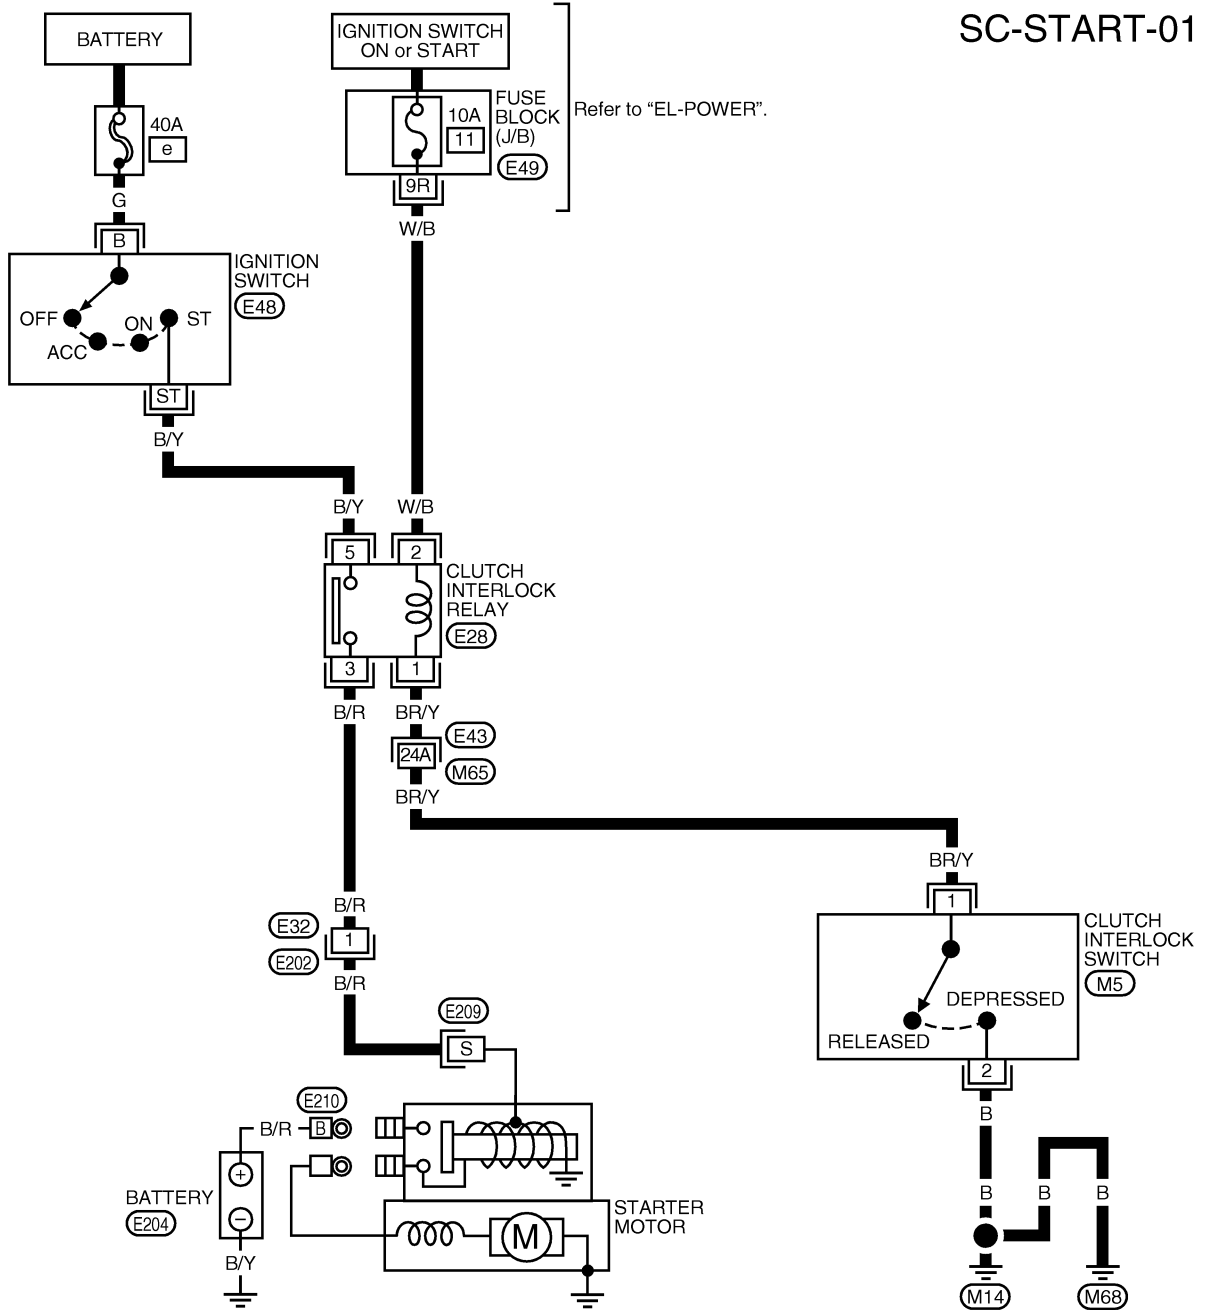 SC-START-01
BATTERY
IGNITION SWITCH
ON or START
Refer to “EL-POWER”.
40A
e
G
B
FUSE
BLOCK
(J/B)
E49
10A
11
9R
W/B
IGNITION
SWITCH
E48
OFF
ACC
ON
ST
ST
B/Y
B/Y
W/B
5
2
CLUTCH
INTERLOCK
RELAY
E28
3
1
B/R
BR/Y
E43
24A
M65
BR/Y
BR/Y
1
CLUTCH
INTERLOCK
SWITCH
M5
DEPRESSED
RELEASED
2
B
B
B
B
M14
M68
B/R
E32
1
E202
B/R
E209
S
E210
B/R
B
+
−
BATTERY
E204
B/Y
STARTER
MOTOR
M